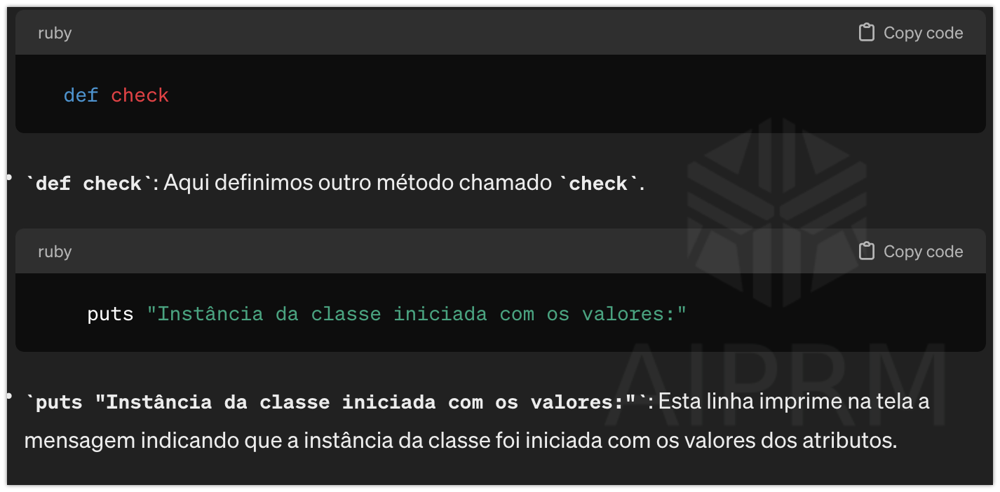 ruby Copy code
def check
• `def check`: Aqui definimos outro método chamado `check`.
ruby Copy code
puts "Instância da classe iniciada com os valores:"
• `puts "Instância da classe iniciada com os valores:"`: Esta linha imprime na tela a
mensagem indicando que a instância da classe foi iniciada com os valores dos atributos.
AIPRM